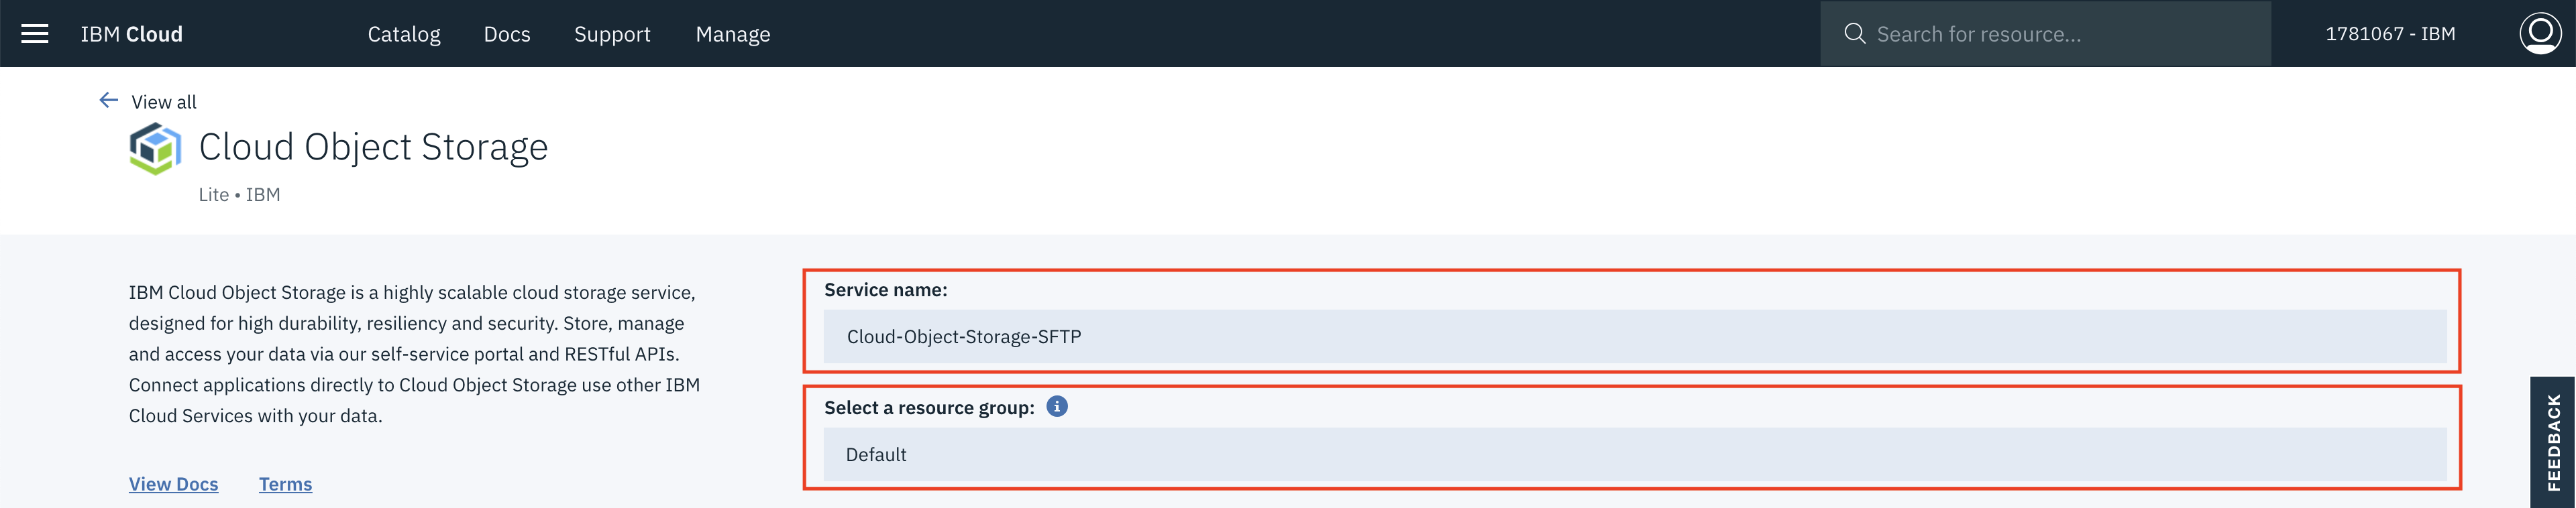 IBM Cloud
Catalog
Docs
Support
Manage
Search for resource...
1781067 - IBM
View all
Cloud Object Storage
Lite • IBM
IBM Cloud Object Storage is a highly scalable cloud storage service,
designed for high durability, resiliency and security. Store, manage
and access your data via our self-service portal and RESTful APIs.
Connect applications directly to Cloud Object Storage use other IBM
Cloud Services with your data.
View Docs
Terms
Service name:
Cloud-Object-Storage-SFTP
Select a resource group:
Default
FEEDBACK